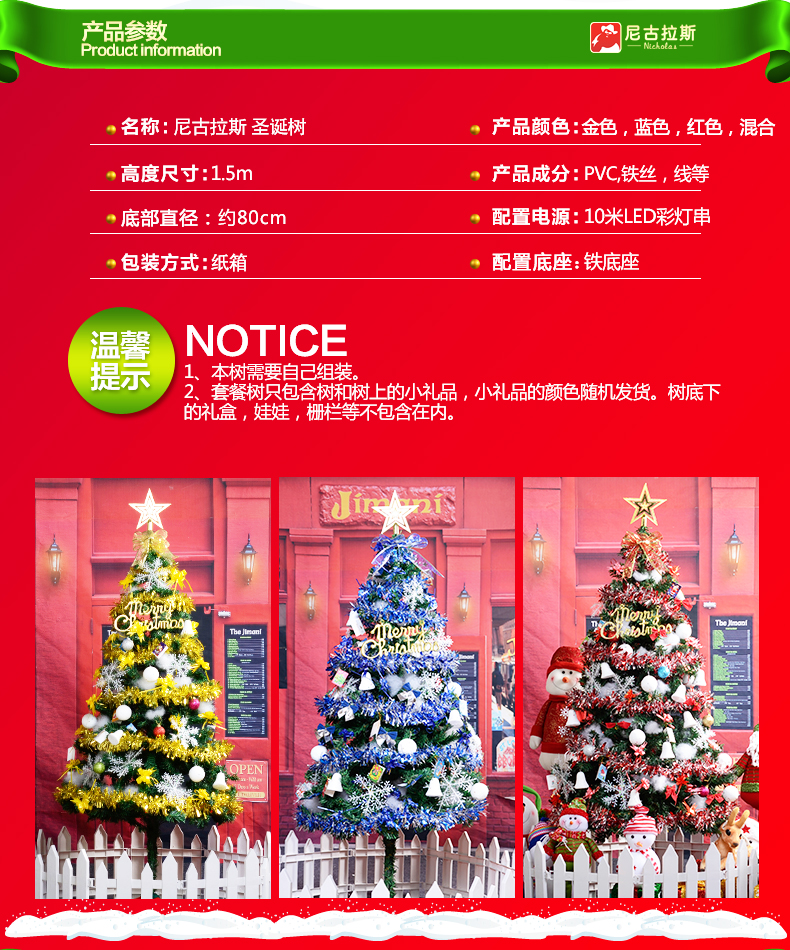 产品参数
Product information
尼古拉斯
Nicholas
名称：尼古拉斯 圣诞树
产品颜色：金色，蓝色，红色，混合
高度尺寸：1.5m
产品成分：PVC,铁丝，线等
底部直径：约80cm
配置电源：10米LED彩灯串
包装方式：纸箱
配置底座：铁底座
温馨
提示
NOTICE
1、本树需要自己组装。
2、套餐树只包含树和树上的小礼品，小礼品的颜色随机发货。树底下
的礼盒，娃娃，栅栏等不包含在内。
Merry
Christmas
The Jimani
OPEN
Jimani
Merry
Christmas
Merry
Christmas
The Jimani